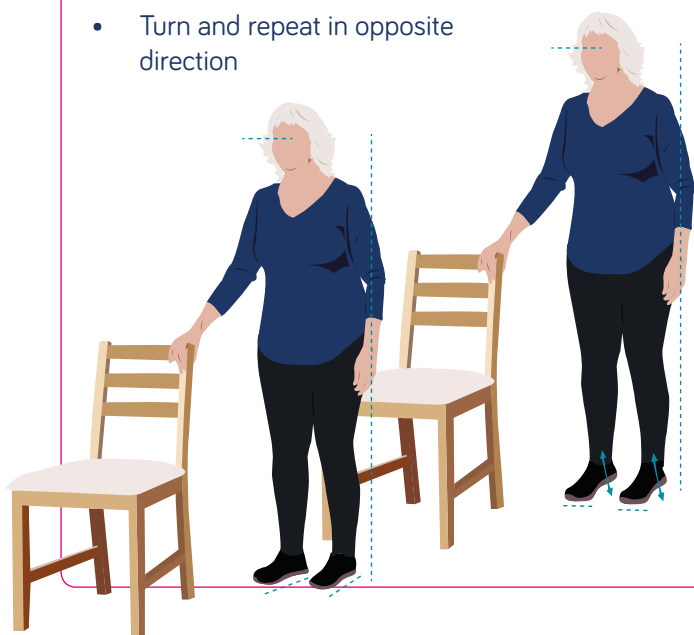 • Turn and repeat in opposite
direction